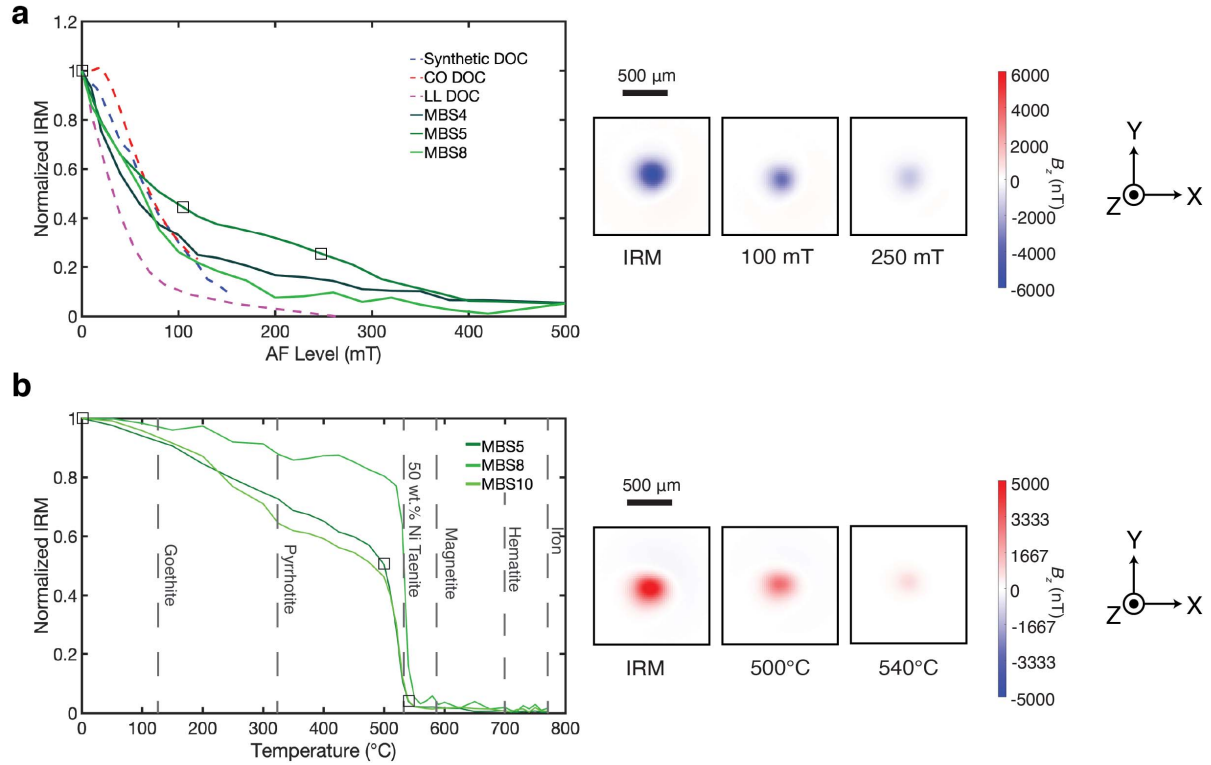 a
1.2
1
0.8
0.6
0.4
0.2
0
Normalized IRM
0 100 200 300 400 500
AF Level (mT)
Synthetic DOC
CO DOC
LL DOC
MBS4
MBS5
MBS8
500 μm
IRM
100 mT
250 mT
6000
4000
2000
0
-2000
-4000
-6000
Bz (nT)
Y
Z
X
b
1
0.8
0.6
0.4
0.2
0
Normalized IRM
0 100 200 300 400 500 600 700 800
Temperature (°C)
MBS5
MBS8
MBS10
Goethite
Pyrrhotite
50 wt.% Ni Taenite
Magnetite
Hematite
Iron
500 μm
IRM
500°C
540°C
5000
3333
1667
0
-1667
-3333
-5000
Bz (nT)
Y
Z
X